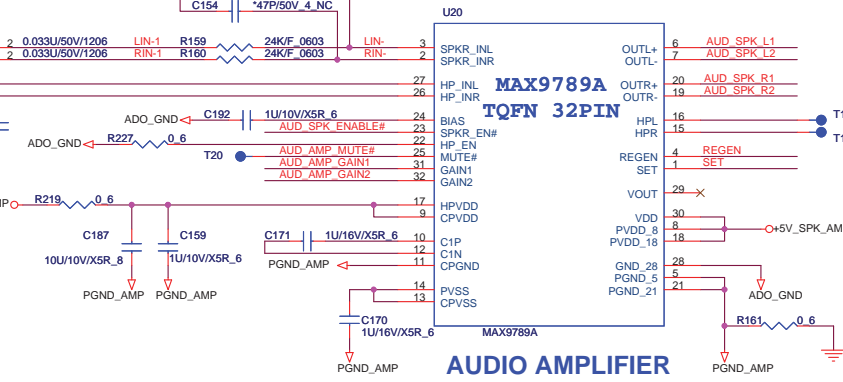 C154 *47P/50V_4_NC
U20
2 0.033U/50V/1206 LIN-1 R159 24K/F_0603 LIN- 3 SPKR_INL OUTL+ 6 AUD_SPK_L1
2 0.033U/50V/1206 RIN-1 R160 24K/F_0603 RIN- 2 SPKR_INR OUTL- 7 AUD_SPK_L2
27 HP_INL MAX9789A OUTR+ 20 AUD_SPK_R1
26 HP_INR TQFN 32PIN OUTR- 19 AUD_SPK_R2
ADO_GND C192 1U/10V/X5R_6 24 BIAS HPL 16
AUD_SPK_ENABLE# 23 SPKR_EN# HPR 15
ADO_GND R227 0_6 22 HP_EN
T20 AUD_AMP_MUTE# 25 MUTE# REGEN 4 REGEN
AUD_AMP_GAIN1 31 GAIN1 SET 1 SET
AUD_AMP_GAIN2 32 GAIN2
VOUT 29
R219 0_6 17 HPVDD
9 CPVDD VDD 30
PVDD_8 8 +5V_SPK_AM
C187 C159 C171 1U/16V/X5R_6 10 C1P PVDD_18 18
12 C1N
10U/10V/X5R_8 1U/10V/X5R_6 PGND_AMP 11 CPGND GND_28 28
PGND_5 5
PGND_AMP PGND_AMP 14 PVSS PGND_21 21 ADO_GND
13 CPVSS
C170 R161 0_6
1U/16V/X5R_6 MAX9789A
PGND_AMP AUDIO AMPLIFIER PGND_AMP